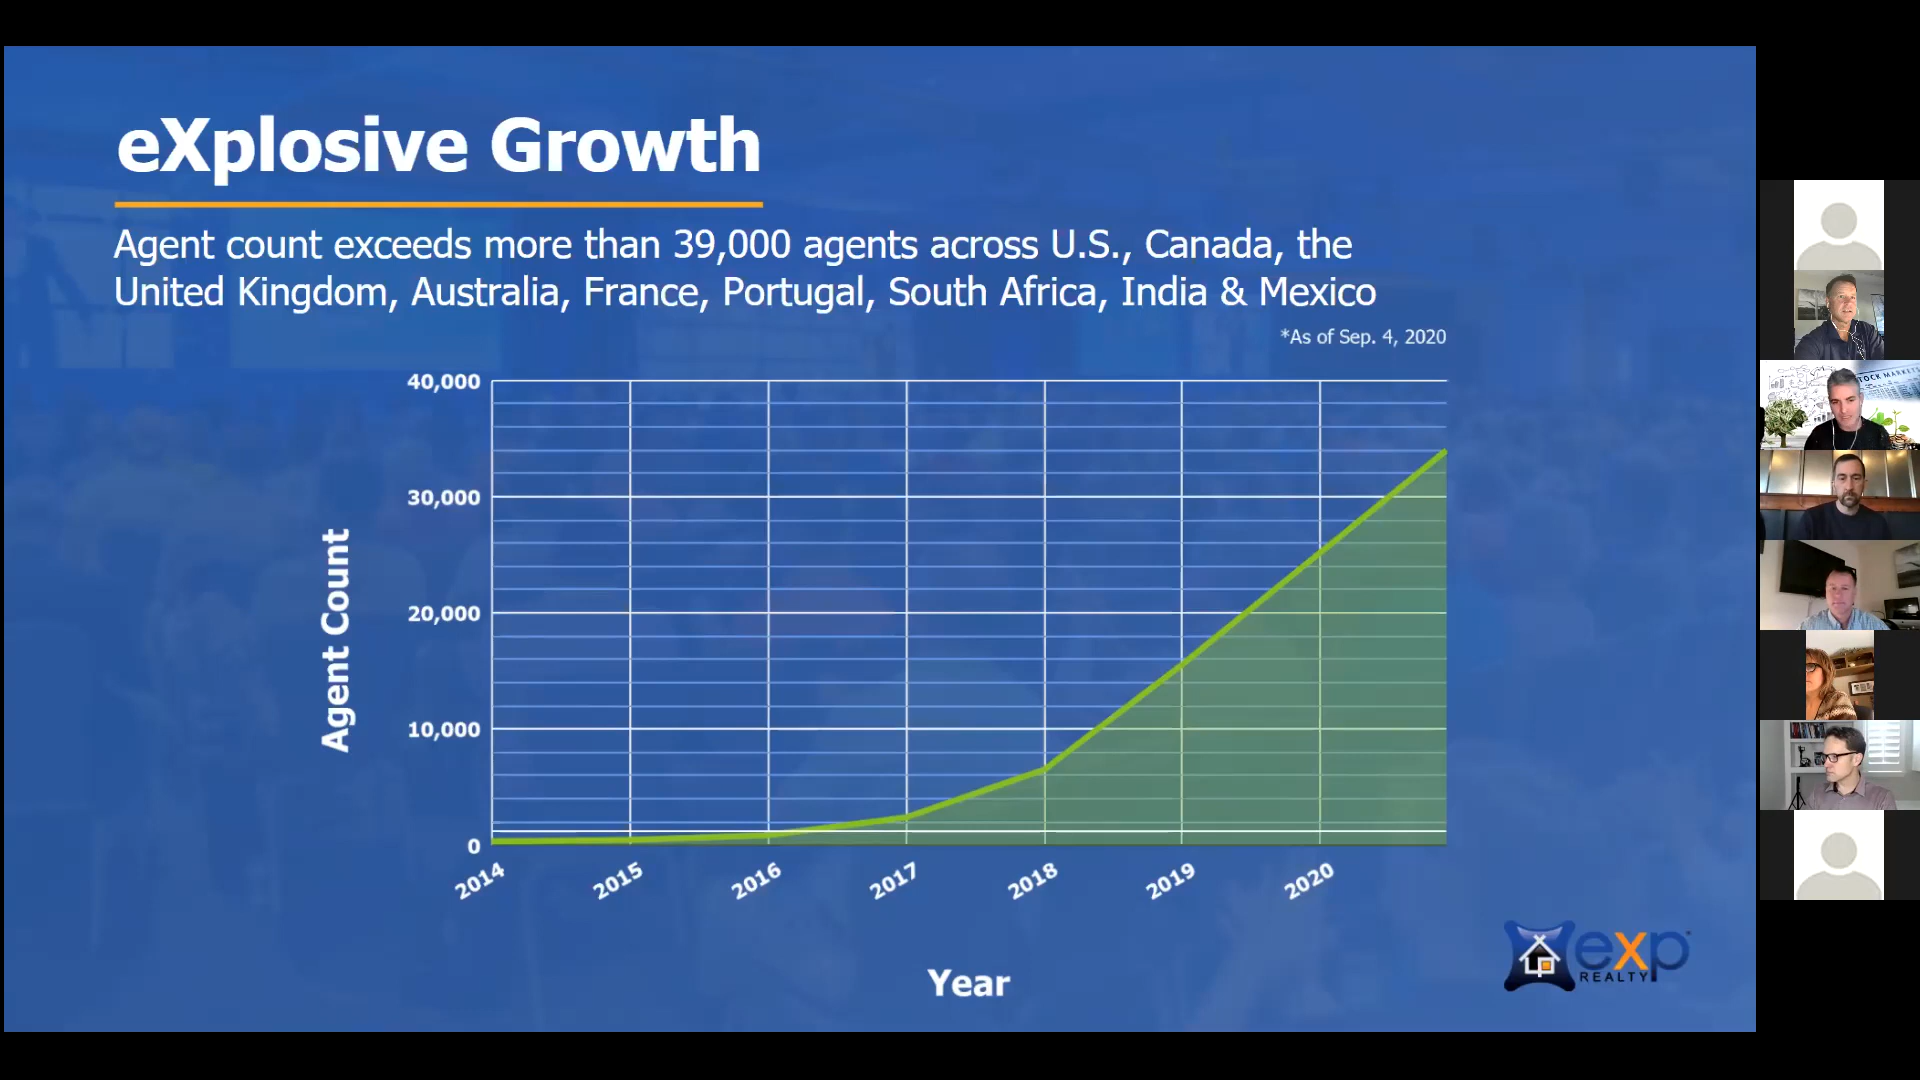 eXplosive Growth
Agent count exceeds more than 39,000 agents across U.S., Canada, the
United Kingdom, Australia, France, Portugal, South Africa, India & Mexico
*As of Sep. 4, 2020
40,000
30,000
20,000
10,000
0
Agent Count
2014
2015
2016
2017
2018
2019
2020
Year
eXp
REALTY
STOCK MARKET